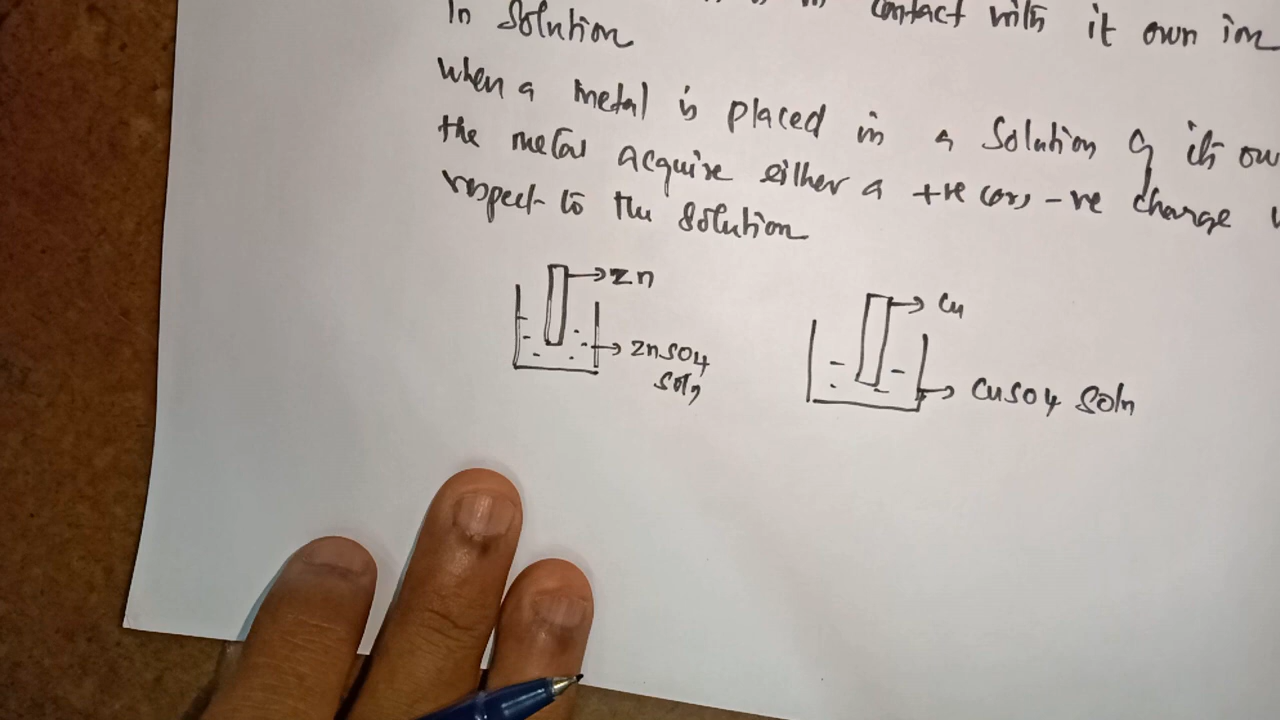 contact with it own ion
In Solution
when a metal is placed in a Solution of its ow
the metal acquire either a +ve (or) -ve charge
respect to the solution
Zn
ZnSO4
Soln
Cu
CuSO4 Soln